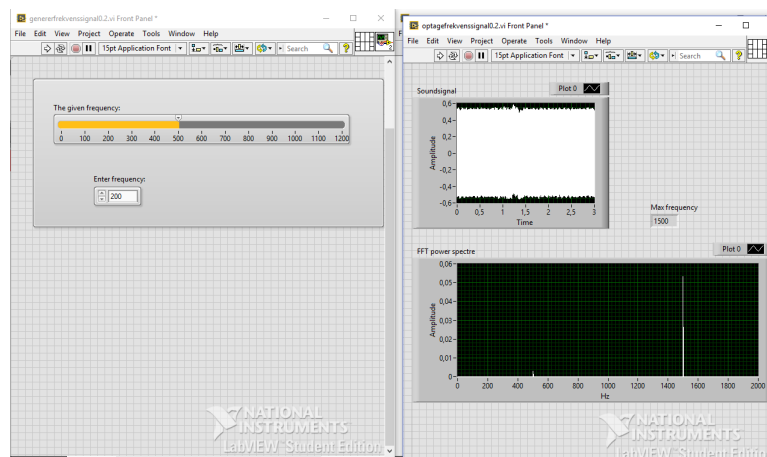 genererfrekvenssignal0.2.vi Front Panel *
File Edit View Project Operate Tools Window Help
15pt Application Font
Search
The given frequency:
0 100 200 300 400 500 600 700 800 900 1000 1100 1200
Enter frequency:
200
NATIONAL
INSTRUMENTS
LabVIEW Student Edition
F
optagefrekvenssignal0.2.vi Front Panel *
File Edit View Project Operate Tools Window Help
15pt Application Font
Search
Soundsignal
Plot 0
0,6
0,4
0,2
0
-0,2
-0,4
-0,6
Amplitude
0 0,5 1 1,5 2 2,5 3
Time
Max frequency
1500
FFT power spectre
Plot 0
0,06
0,05
0,04
0,03
0,02
0,01
0
Amplitude
0 200 400 600 800 1000 1200 1400 1600 1800 2000
Hz
NATIONAL
INSTRUMENTS
LabVIEW Student Edition